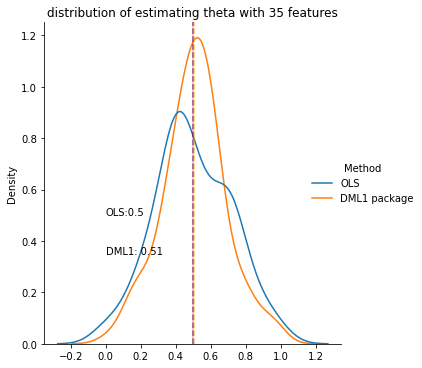 distribution of estimating theta with 35 features
1.2
1.0
0.8
0.6
0.4
0.2
0.0
Density
OLS:0.5
DML1: 0.51
Method
OLS
DML1 package
−0.2 0.0 0.2 0.4 0.6 0.8 1.0 1.2